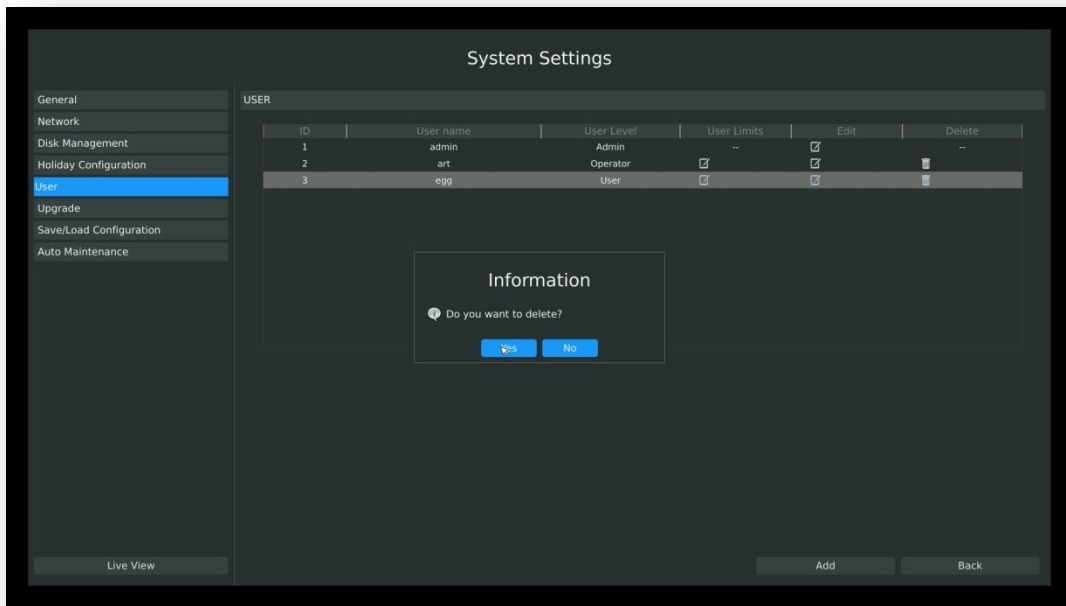 System Settings
General
Network
Disk Management
Holiday Configuration
User
Upgrade
Save/Load Configuration
Auto Maintenance
USER
ID User name User Level User Limits Edit Delete
1 admin Admin -- --
2 art Operator
3 egg User
Information
Do you want to delete?
Yes No
Live View
Add Back